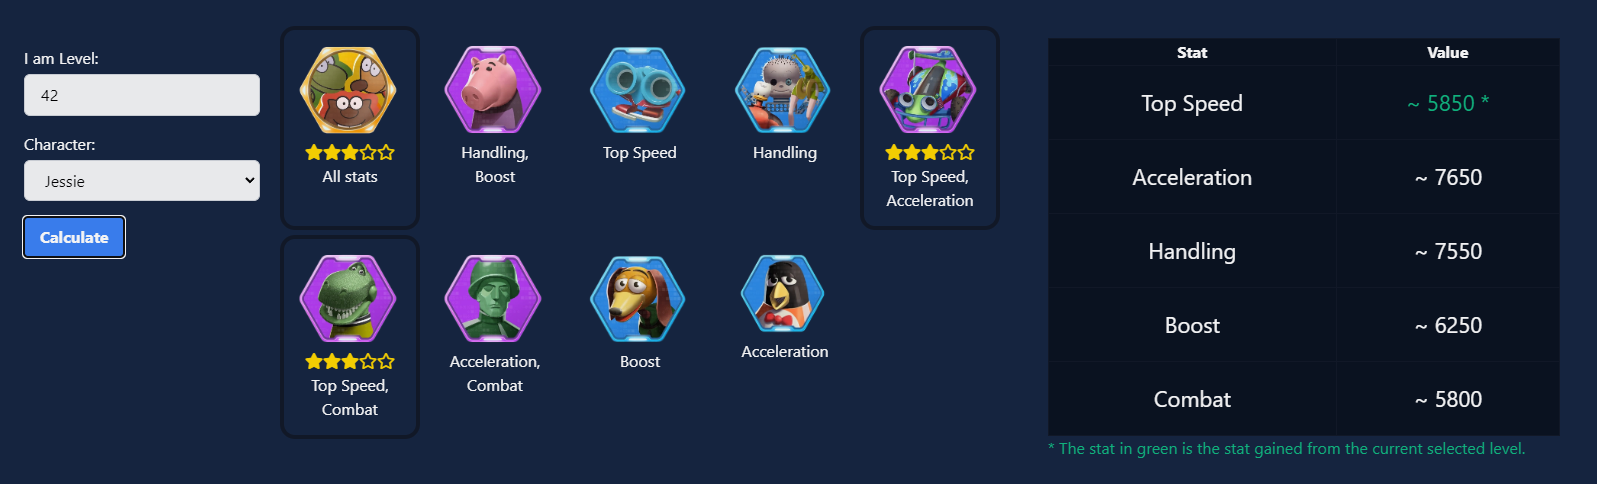 I am Level:
42
Character:
Jessie
Calculate
All stats
Handling,
Boost
Top Speed
Handling
Top Speed,
Acceleration
Top Speed,
Combat
Acceleration,
Combat
Boost
Acceleration
Stat Value
Top Speed ~ 5850 *
Acceleration ~ 7650
Handling ~ 7550
Boost ~ 6250
Combat ~ 5800
* The stat in green is the stat gained from the current selected level.